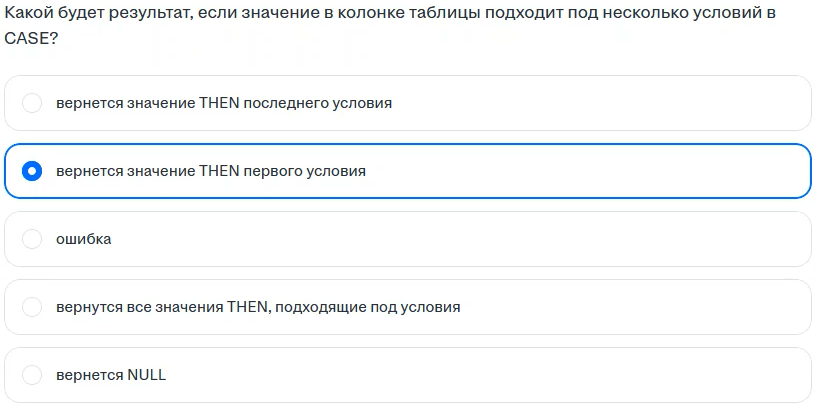 Какой будет результат, если значение в колонке таблицы подходит под несколько условий в
CASE?
вернется значение THEN последнего условия
вернется значение THEN первого условия
ошибка
вернутся все значения THEN, подходящие под условия
вернется NULL